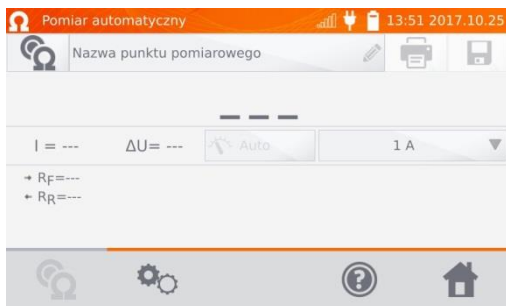 Ω Pomiar automatyczny 13:51 2017.10.25
Nazwa punktu pomiarowego
---
I = --- ΔU= --- Auto 1 A
→ RF=---
← RR=---
?